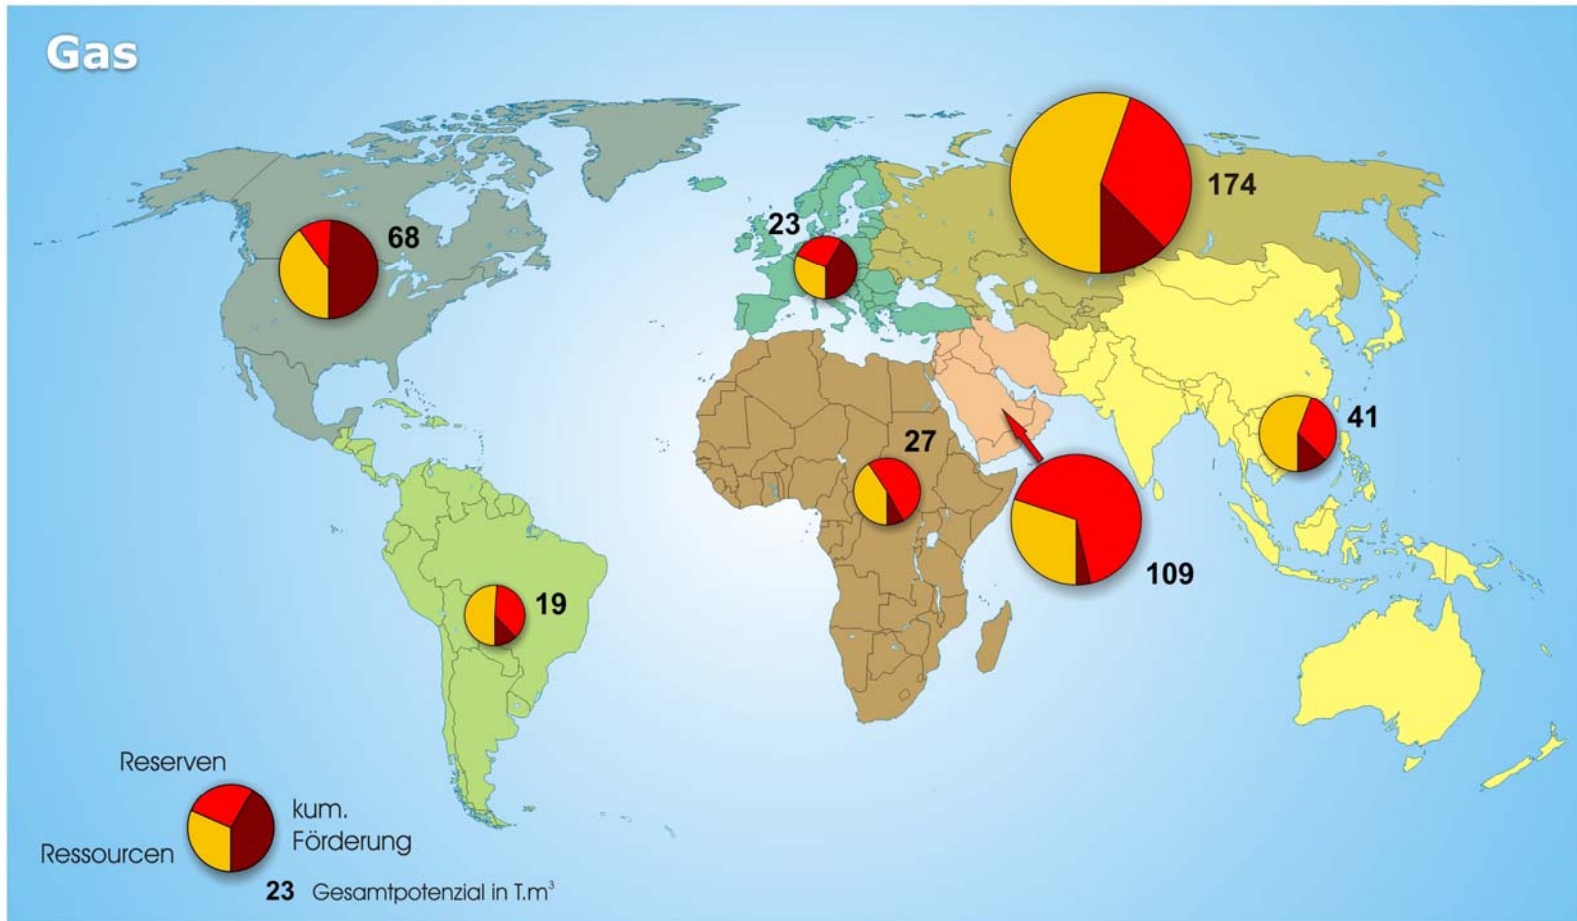 Gas
174
68
23
41
27
109
19
Reserven
kum.
Förderung
Ressourcen
23 Gesamtpotenzial in T.m³